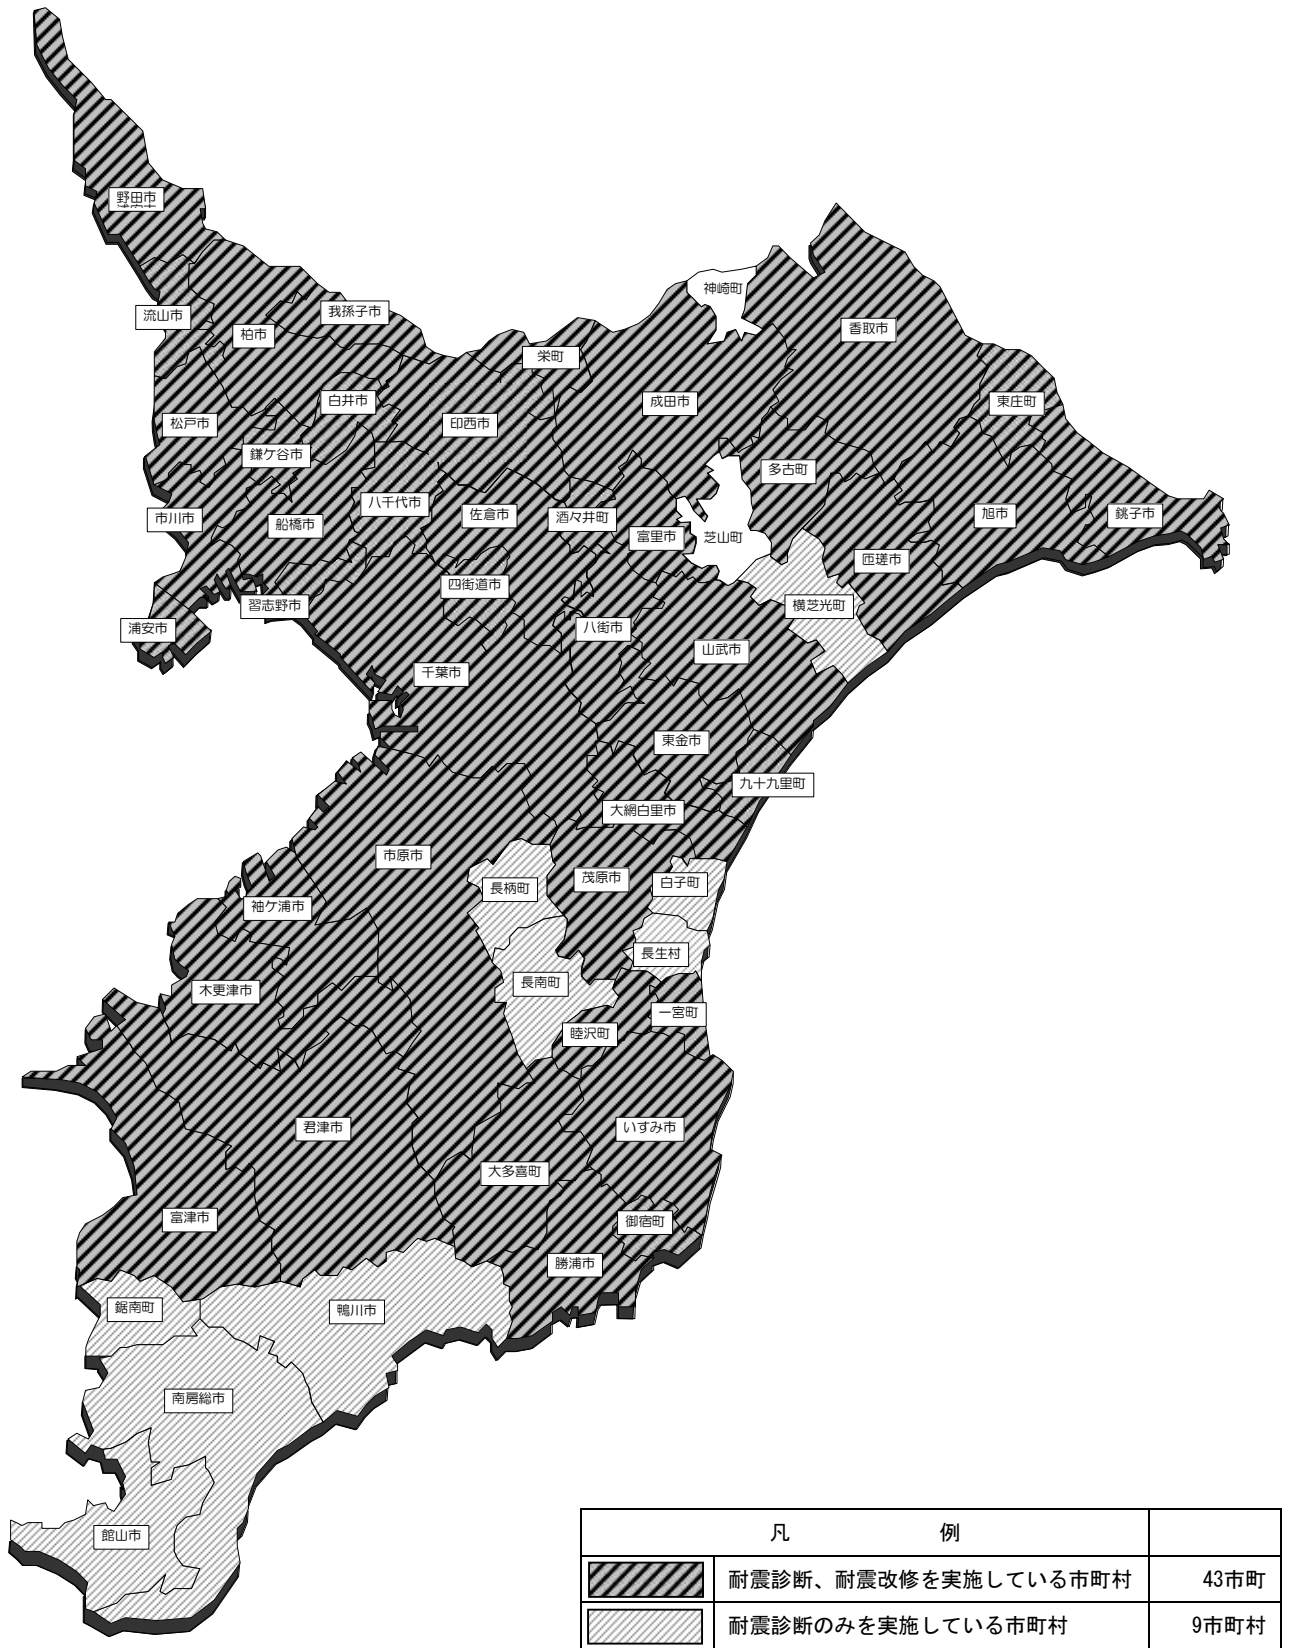 野田市
神崎町
流山市
我孫子市
香取市
柏市
栄町
白井市
成田市
東庄町
松戸市
印西市
鎌ケ谷市
多古町
八千代市
市川市
船橋市
佐倉市
酒々井町
旭市
銚子市
富里市
芝山町
匝瑳市
四街道市
習志野市
横芝光町
浦安市
八街市
山武市
千葉市
東金市
九十九里町
大網白里市
市原市
長柄町
茂原市
白子町
袖ケ浦市
長生村
木更津市
長南町
一宮町
睦沢町
君津市
いすみ市
大多喜町
富津市
御宿町
勝浦市
鋸南町
鴨川市
南房総市
館山市
凡 例
耐震診断、耐震改修を実施している市町村 43市町
耐震診断のみを実施している市町村 9市町村